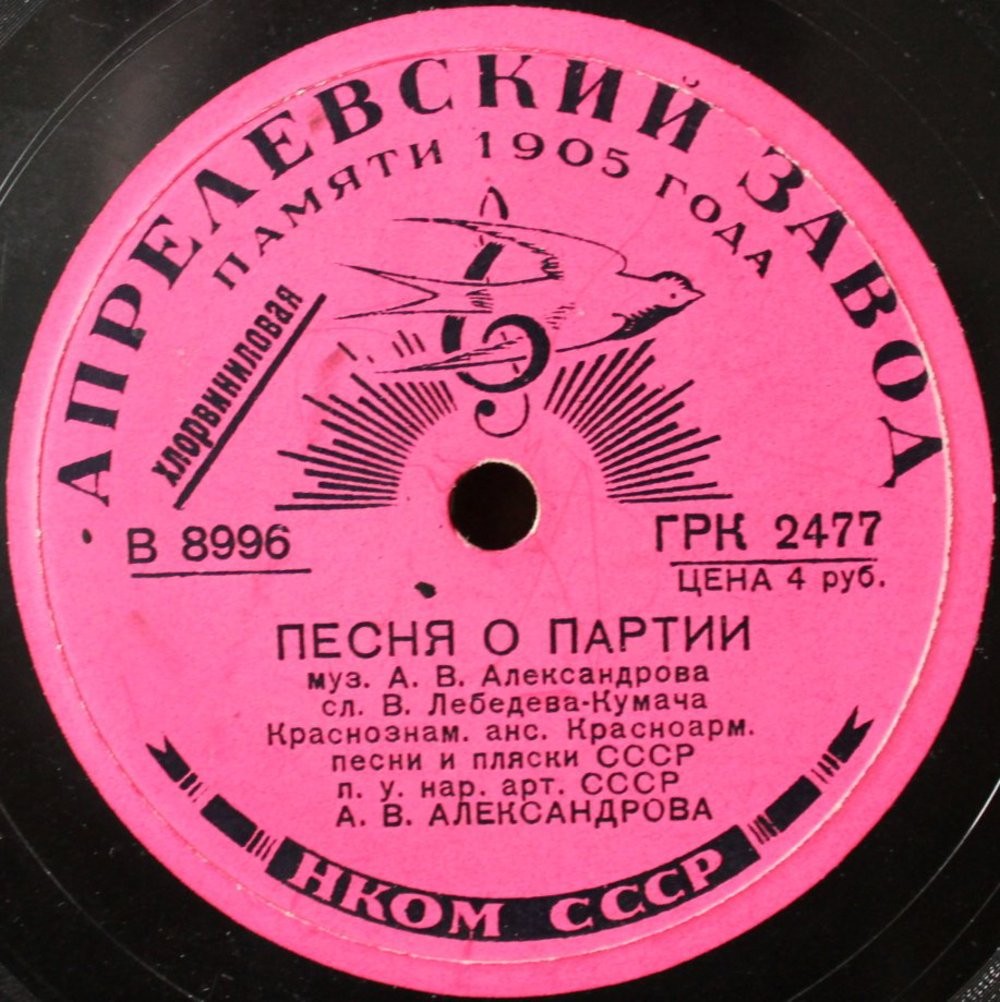 АПРЕЛЕВСКИЙ ЗАВОД
ПАМЯТИ 1905 ГОДА
ХЛОРВИНИЛОВАЯ
В 8996
ГРК 2477
ЦЕНА 4 руб.
ПЕСНЯ О ПАРТИИ
муз. А. В. Александрова
сл. В. Лебедева-Кумача
Краснознам. анс. Красноарм.
песни и пляски СССР
п. у. нар. арт. СССР
А. В. АЛЕКСАНДРОВА
НКОМ СССР